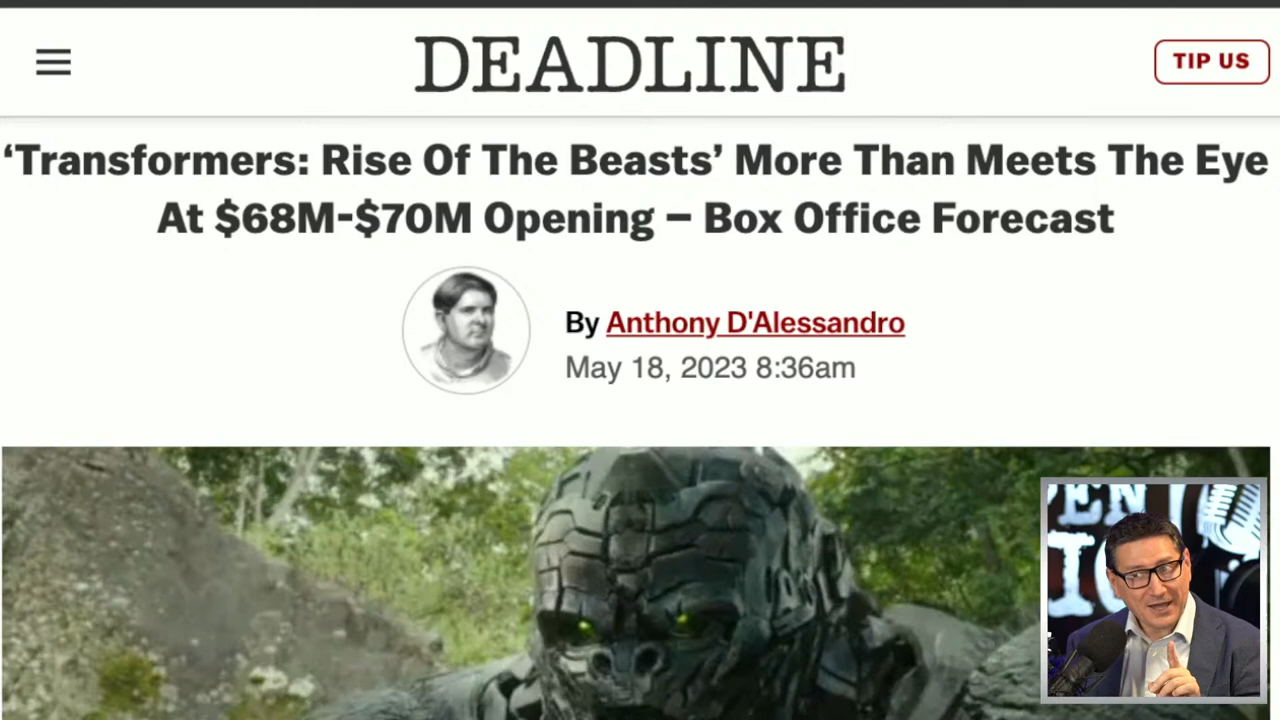 DEADLINE
TIP US
‘Transformers: Rise Of The Beasts’ More Than Meets The Eye
At $68M-$70M Opening – Box Office Forecast
By Anthony D'Alessandro
May 18, 2023 8:36am